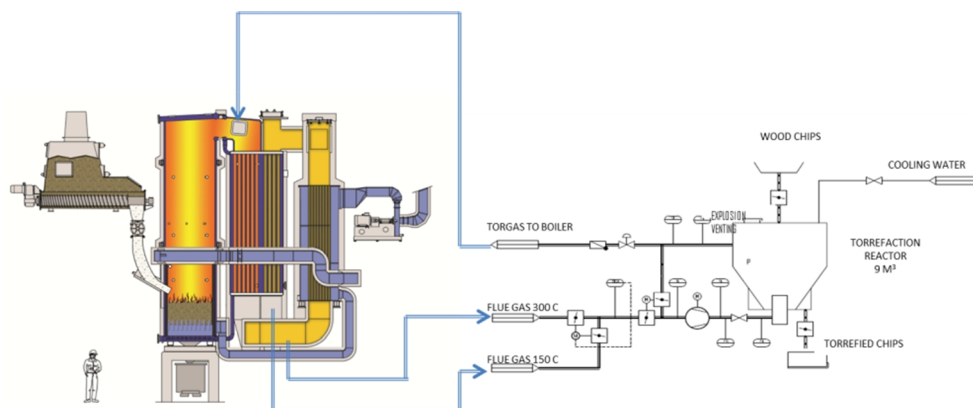 WOOD CHIPS
COOLING WATER
EXPLOSION
VENTING
TORGAS TO BOILER
TORREFACTION
REACTOR
9 M³
P
FLUE GAS 300 C
FLUE GAS 150 C
TORREFIED CHIPS